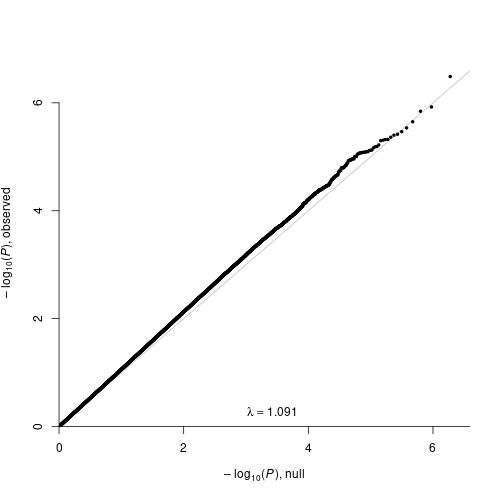 6
4
2
0
− log10(P), observed
λ = 1.091
0 2 4 6
− log10(P), null